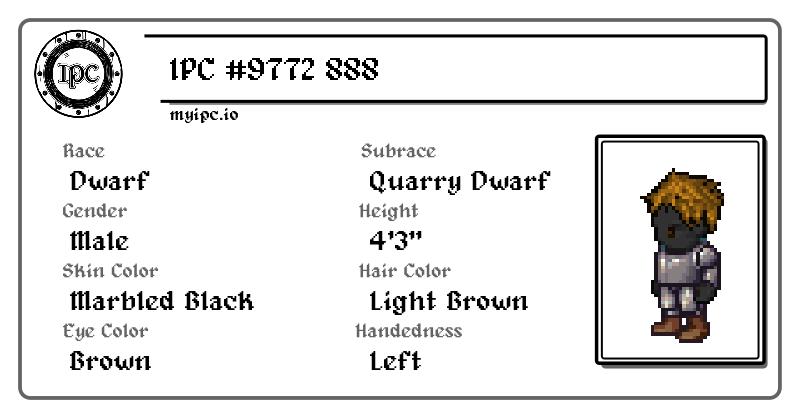 IPC
IPC #9772 888
myipc.io
Race
Dwarf
Subrace
Quarry Dwarf
Gender
Male
Height
4'3"
Skin Color
Marbled Black
Hair Color
Light Brown
Eye Color
Brown
Handedness
Left